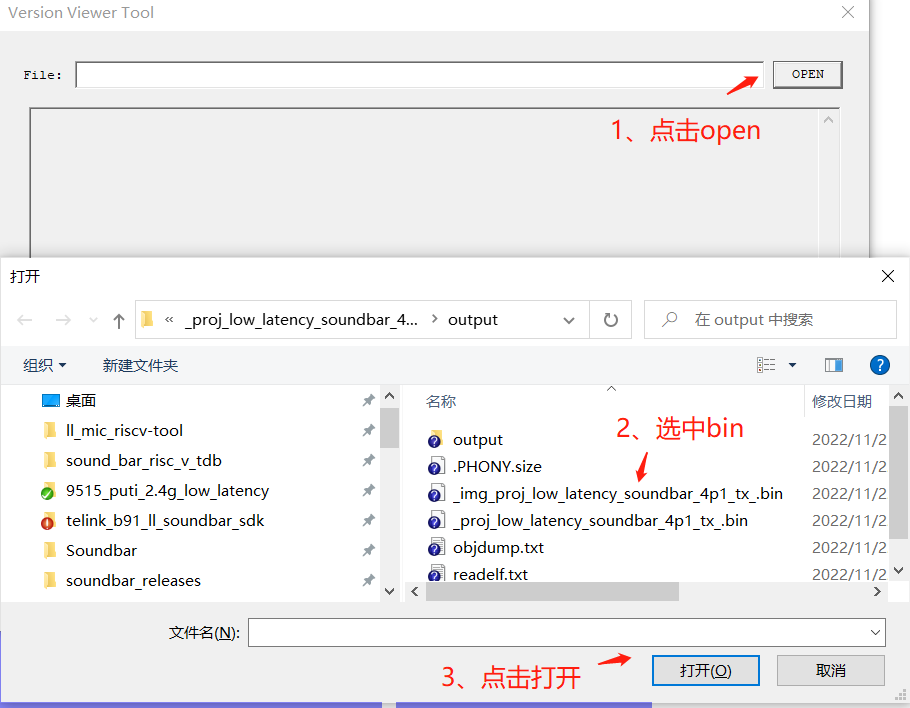 Version Viewer Tool
File:
OPEN
1、点击open
打开
« _proj_low_latency_soundbar_4... › output
在 output 中搜索
组织
新建文件夹
桌面
ll_mic_riscv-tool
sound_bar_risc_v_tdb
9515_puti_2.4g_low_latency
telink_b91_ll_soundbar_sdk
Soundbar
soundbar_releases
名称
修改日期
2、选中bin
output
2022/11/2
.PHONY.size
2022/11/2
_img_proj_low_latency_soundbar_4p1_tx_.bin
2022/11/2
_proj_low_latency_soundbar_4p1_tx_.bin
2022/11/2
objdump.txt
2022/11/2
readelf.txt
2022/11/2
文件名(N):
3、点击打开
打开(O)
取消